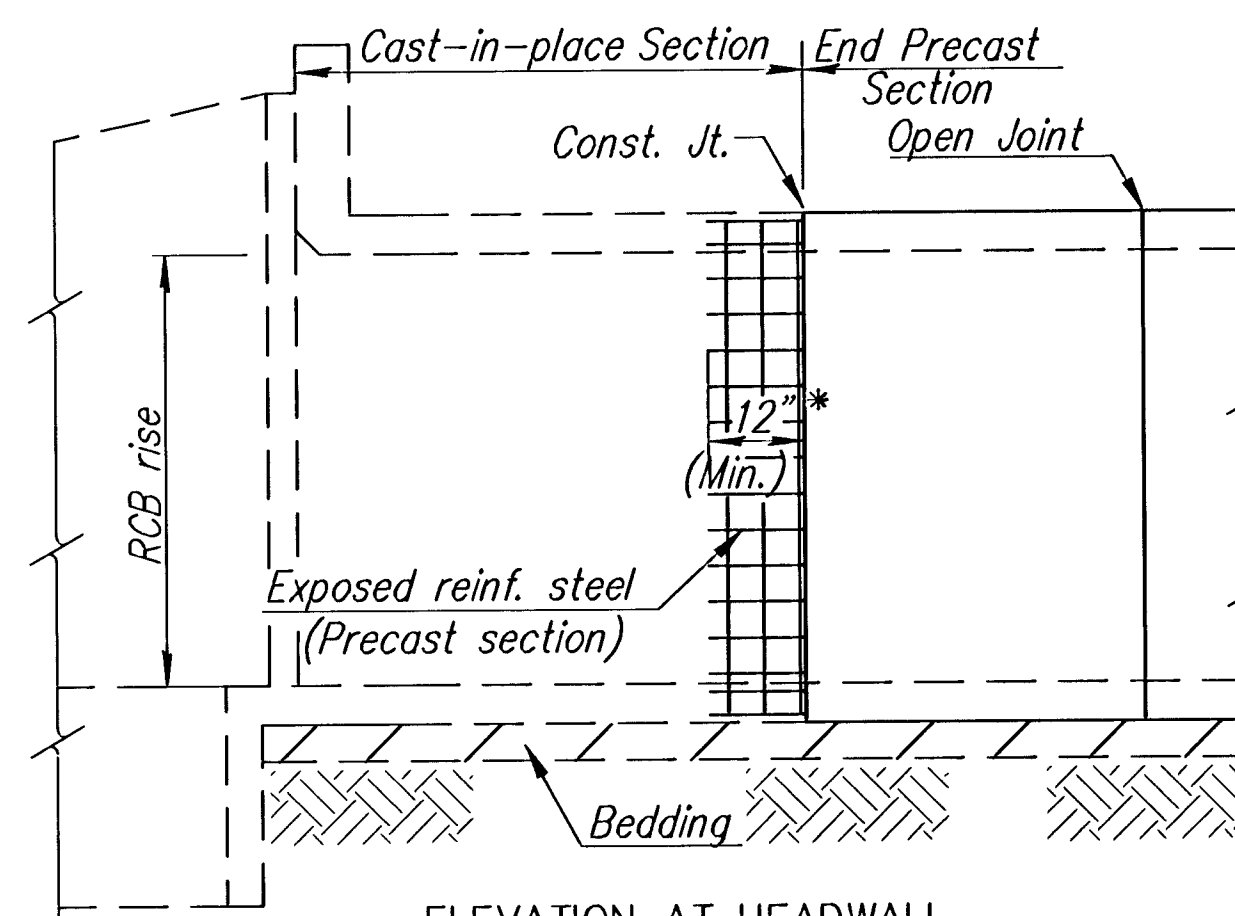 Cast-in-place Section
End Precast
Section
Const. Jt.
Open Joint
RCB rise
12" *
(Min.)
Exposed reinf. steel
(Precast section)
Bedding
ELEVATION AT HEADWALL